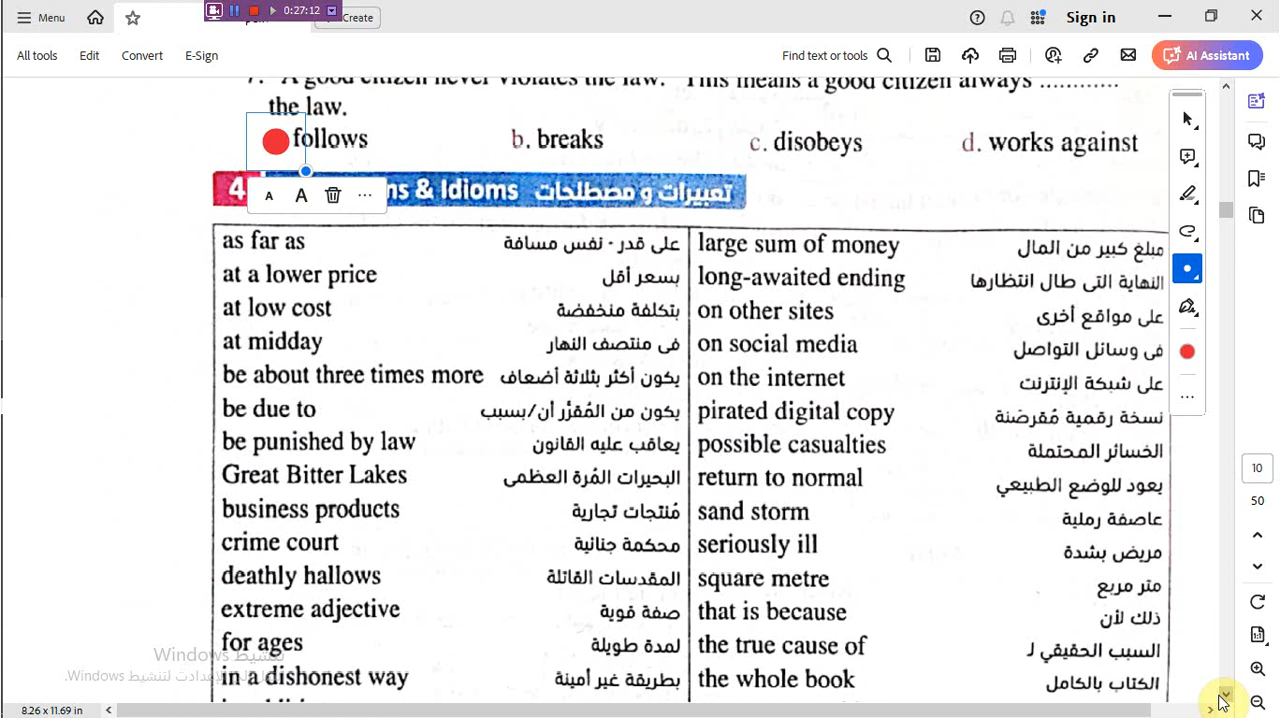 Menu
0:27:12
Create
Sign in
All tools Edit Convert E-Sign
Find text or tools
AI Assistant
7. "A good citizen never violates the law." This means a good citizen always ............
the law.
follows b. breaks c. disobeys d. works against
4 ns & Idioms تعبيرات و مصطلحات
A A ...
as far as على قدر - نفس مسافة
at a lower price بسعر أقل
at low cost بتكلفة منخفضة
at midday فى منتصف النهار
be about three times more يكون أكثر بثلاثة أضعاف
be due to يكون من المُقرَّر أن/بسبب
be punished by law يعاقب عليه القانون
Great Bitter Lakes البحيرات المُرة العظمى
business products مُنتجات تجارية
crime court محكمة جنائية
deathly hallows المقدسات القاتلة
extreme adjective صفة قوية
for ages لمدة طويلة
in a dishonest way بطريقة غير أمينة
large sum of money مبلغ كبير من المال
long-awaited ending النهاية التى طال انتظارها
on other sites على مواقع أخرى
on social media فى وسائل التواصل
on the internet على شبكة الإنترنت
pirated digital copy نسخة رقمية مُقرصَنة
possible casualties الخسائر المحتملة
return to normal يعود للوضع الطبيعي
sand storm عاصفة رملية
seriously ill مريض بشدة
square metre متر مربع
that is because ذلك لأن
the true cause of السبب الحقيقي لـ
the whole book الكتاب بالكامل
تنشيط Windows
لتنشيط Windows.
10
50
8.26 x 11.69 in